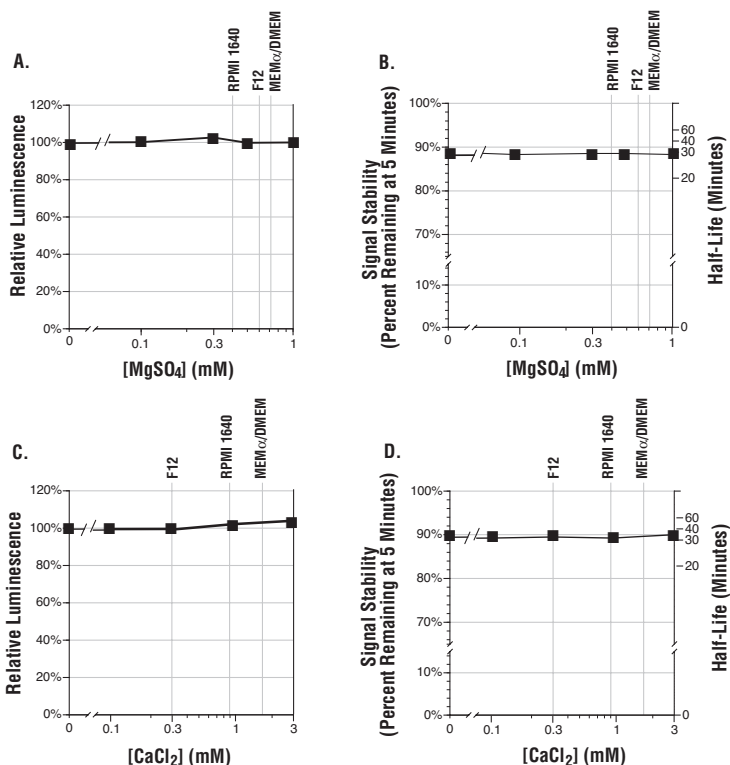 A.
RPMI 1640
F12
MEMα/DMEM
Relative Luminescence
120%
100%
80%
60%
40%
20%
0%
0
0.1
0.3
1
[MgSO4] (mM)
B.
RPMI 1640
F12
MEMα/DMEM
Signal Stability
(Percent Remaining at 5 Minutes)
100%
90%
80%
70%
10%
0%
60
40
30
20
0
Half-Life (Minutes)
0
0.1
0.3
1
[MgSO4] (mM)
C.
F12
RPMI 1640
MEMα/DMEM
Relative Luminescence
120%
100%
80%
60%
40%
20%
0%
0
0.1
0.3
1
3
[CaCl2] (mM)
D.
F12
RPMI 1640
MEMα/DMEM
Signal Stability
(Percent Remaining at 5 Minutes)
100%
90%
80%
70%
10%
0%
60
40
30
20
0
Half-Life (Minutes)
0
0.1
0.3
1
3
[CaCl2] (mM)